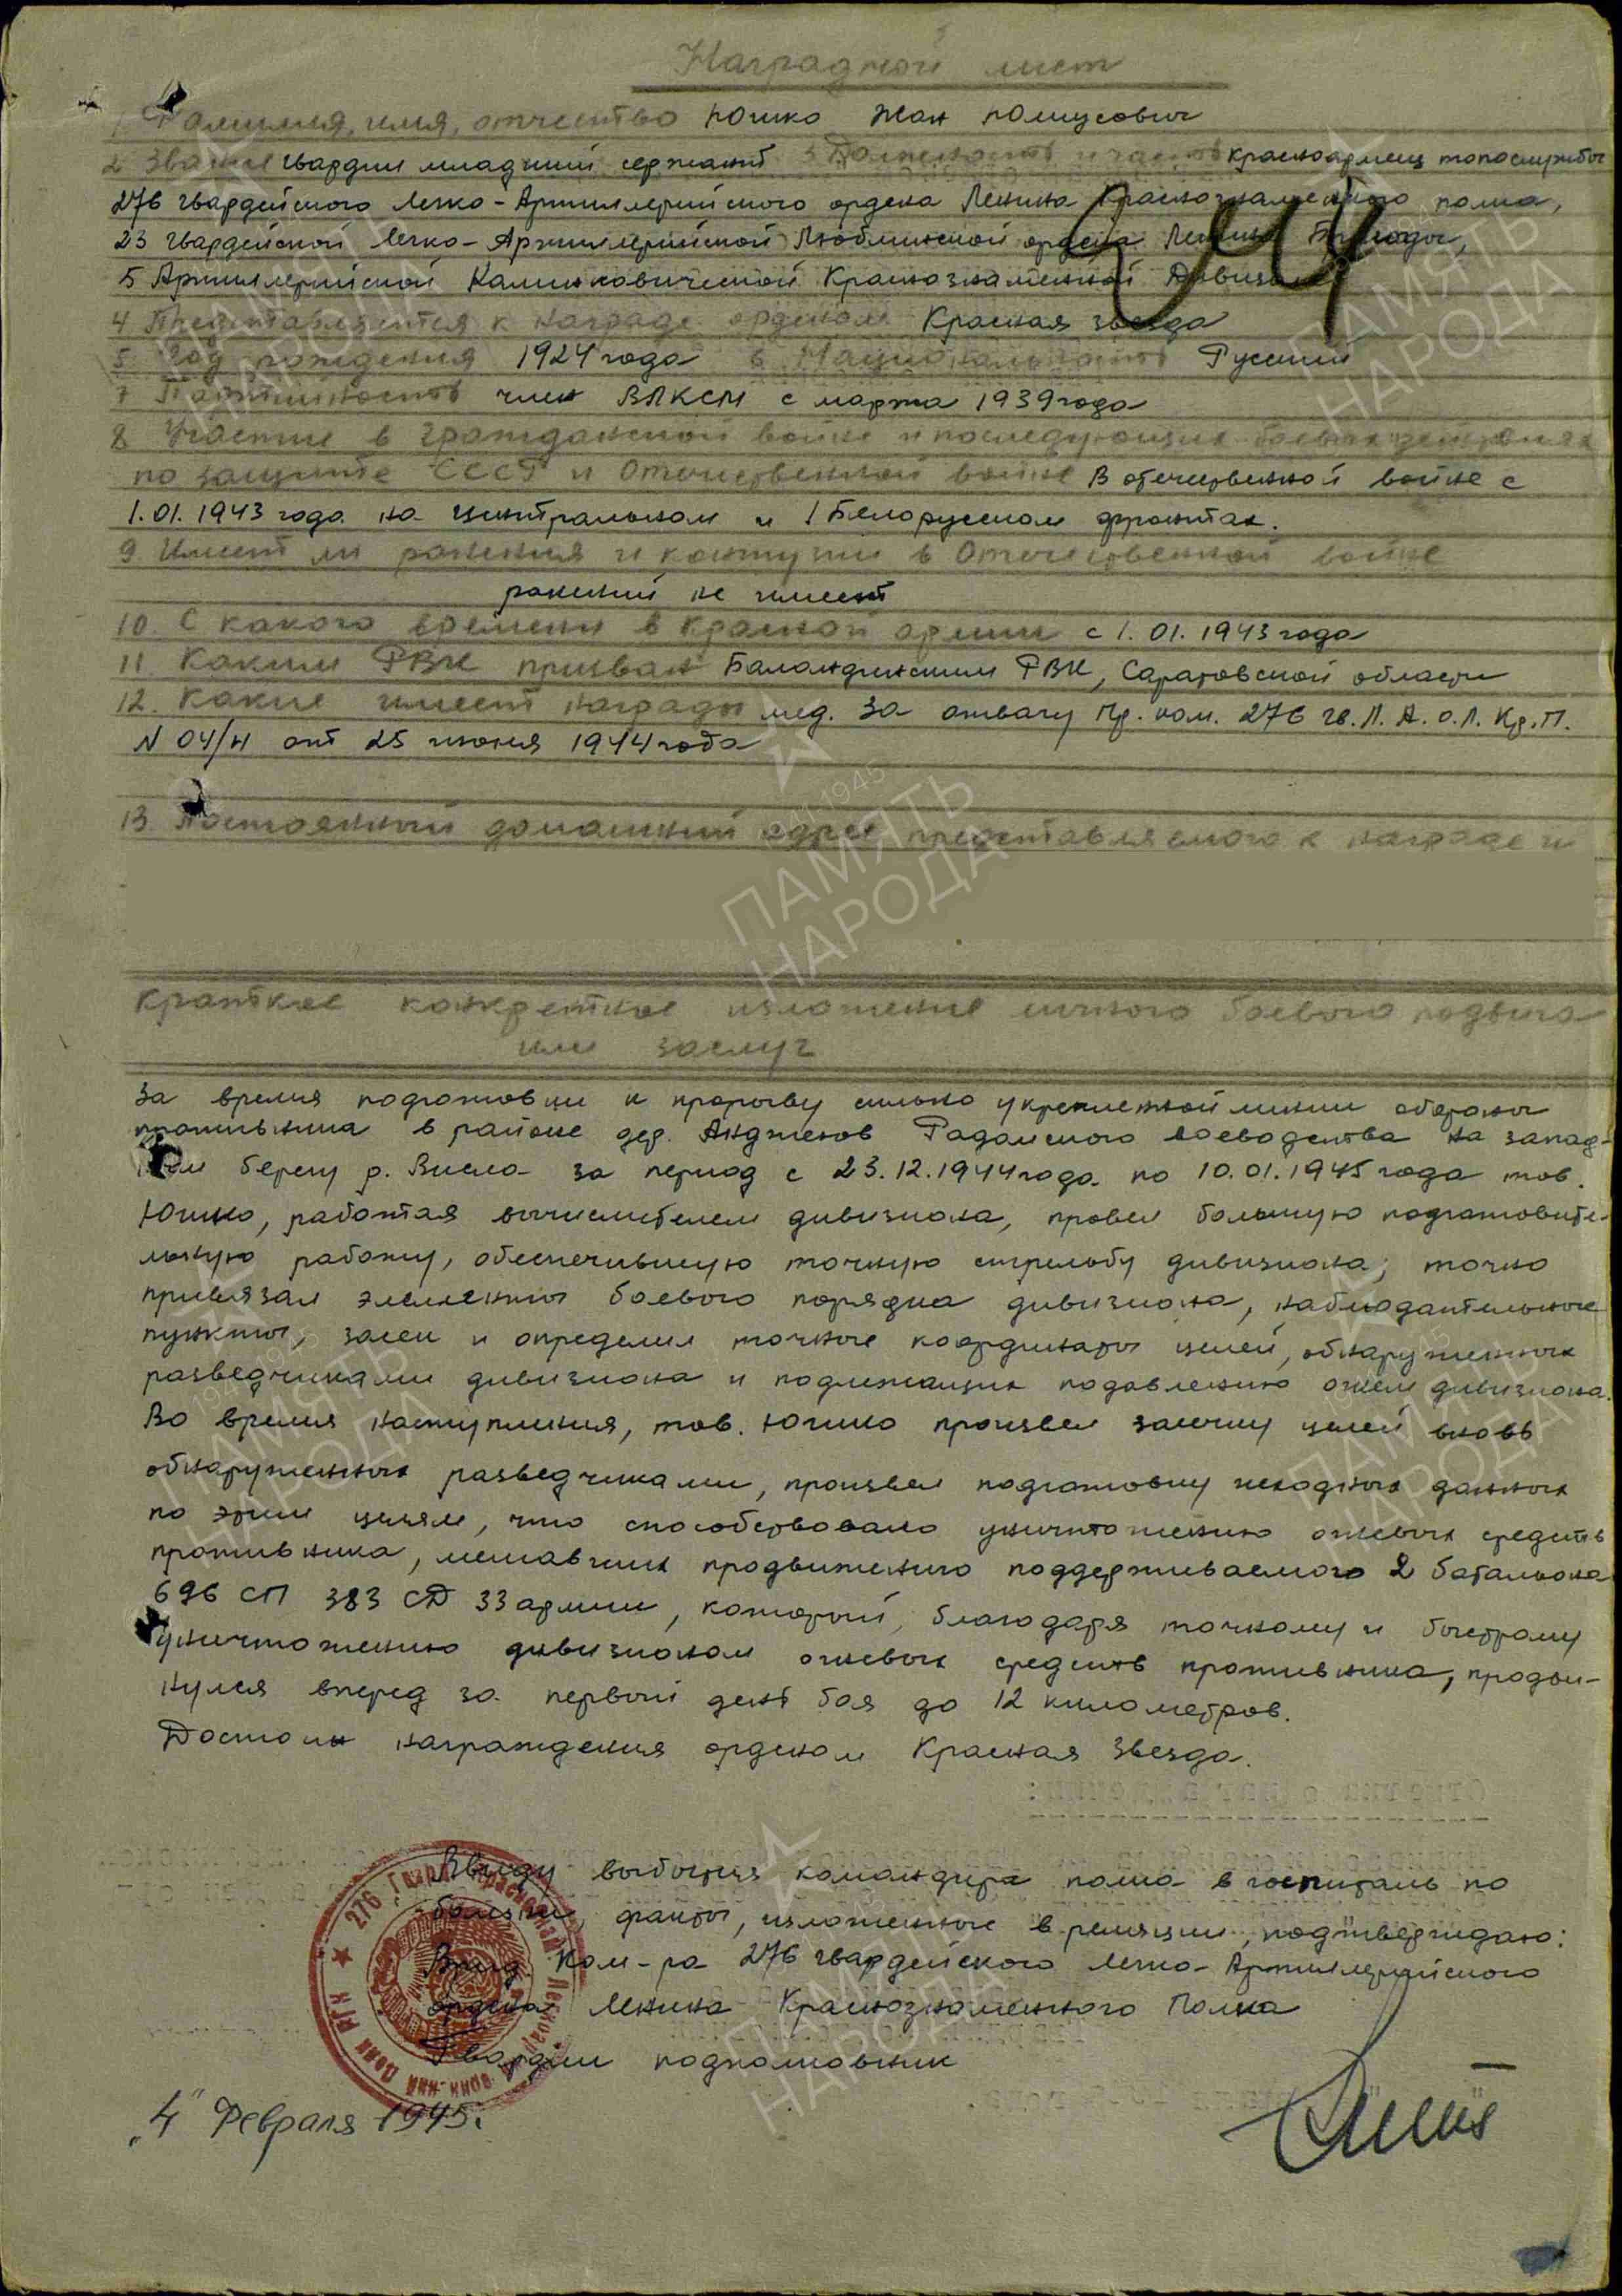 Наградной лист
1 Фамилия, имя, отчество Юшко Жан Юлиусович
2 Звание гвардии младший сержант 3 Должность и часть красноармеец топослужбы
276 гвардейского Легко-Артиллерийского ордена Ленина Краснознаменного полка,
23 гвардейской Легко-Артиллерийской Люблинской ордена Ленина Бригады,
5 Артиллерийской Калинковической Краснознаменной Дивизии
4 Представляется к награде орденом Красная звезда
5 Год рождения 1924 года 6 Национальность Русский
7 Партийность член ВЛКСМ с марта 1939 года
8 Участие в гражданской войне и последующих боевых действиях
по защите СССР и Отечественной войне В отечественной войне с
1.01.1943 года на центральном и 1 Белорусском фронтах.
9. Имеет ли ранения и контузии в Отечественной войне
ранений не имеет
10. С какого времени в Красной армии с 1.01.1943 года
11 Каким РВК призван Баландинским РВК, Саратовской области
12. Какие имеет награды мед. За отвагу Пр. ком. 276 гв.Л.А.о.Л.Кр.П.
N 04/н от 25 июня 1944 года
13. Постоянный домашний адрес представляемого к награде и
Краткое конкретное изложение личного боевого подвига
или заслуг
За время подготовки к прорыву сильно укрепленной линии обороны
противника в районе дер. Анджеюв Радомского воеводства на запад-
ном берегу р. Висла за период с 23.12.1944 года по 10.01.1945 года тов.
Юшко, работая вычислителем дивизиона, провел большую подготовите-
льную работу, обеспечившую точную стрельбу дивизиона; точно
привязал элементы боевого порядка дивизиона, наблюдательные
пункты, засек и определил точные координаты целей, обнаруженных
разведчиками дивизиона и подлежащих подавлению огнем дивизиона.
Во время наступления, тов. Юшко произвел засечку целей вновь
обнаруженных разведчиками, произвел подготовку исходных данных
по этим целям, что способствовало уничтожению огневых средств
противника, мешавших продвижению поддерживаемого 2 батальона
696 СП 383 СД 33 армии, который, благодаря точному и быстрому
уничтожению дивизионом огневых средств противника, продви-
нулся вперед за первый день боя до 12 километров.
Достоин награждения орденом Красная Звезда.
Ввиду выбытия командира полка в госпиталь по
болезни, факты, изложенные в реляции, подтверждаю:
Врид Ком-ра 276 гвардейского Легко-Артиллерийского
ордена Ленина Краснознаменного Полка
Гвардии подполковник
"4" Февраля 1945г.
ПАМЯТЬ
НАРОДА